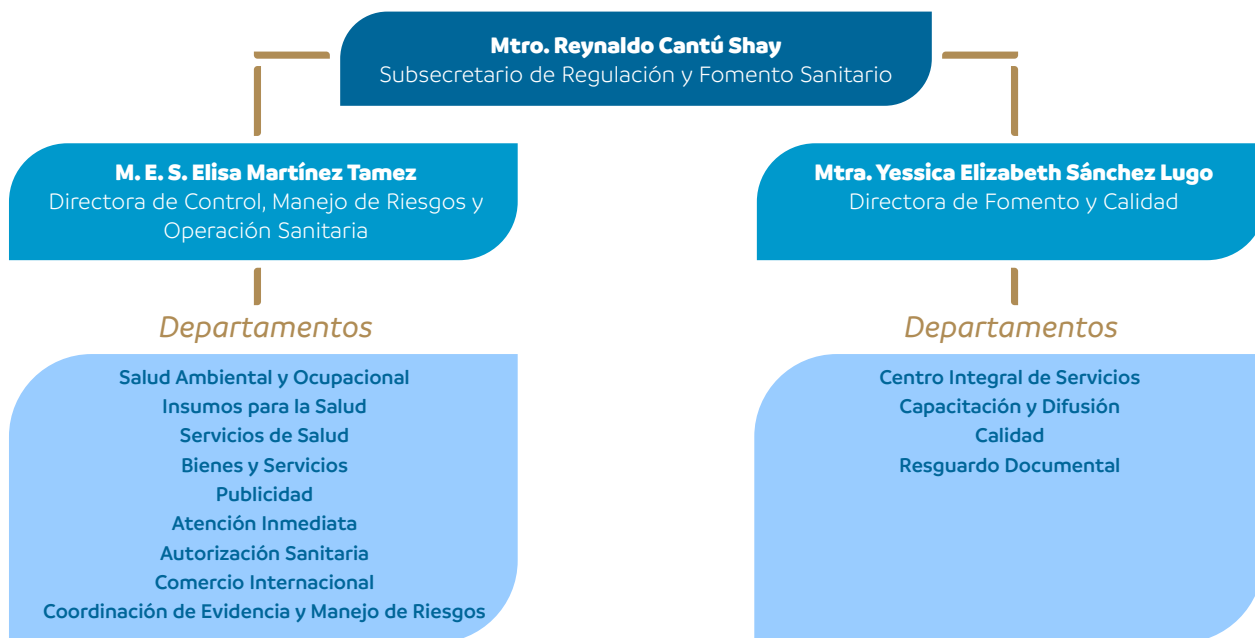 Mtro. Reynaldo Cantú Shay
Subsecretario de Regulación y Fomento Sanitario
M. E. S. Elisa Martínez Tamez
Directora de Control, Manejo de Riesgos y
Operación Sanitaria
Departamentos
Salud Ambiental y Ocupacional
Insumos para la Salud
Servicios de Salud
Bienes y Servicios
Publicidad
Atención Inmediata
Autorización Sanitaria
Comercio Internacional
Coordinación de Evidencia y Manejo de Riesgos
Mtra. Yessica Elizabeth Sánchez Lugo
Directora de Fomento y Calidad
Departamentos
Centro Integral de Servicios
Capacitación y Difusión
Calidad
Resguardo Documental